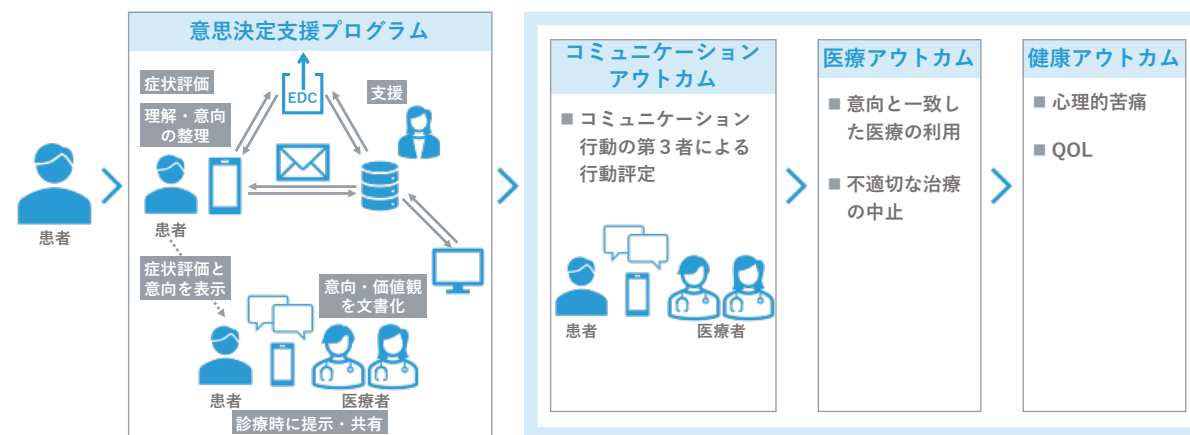 患者
意思決定支援プログラム
症状評価
理解・意向
の整理
EDC
支援
患者
症状評価と
意向を表示
意向・価値観
を文書化
患者
医療者
診療時に提示・共有
コミュニケーション
アウトカム
■ コミュニケーション
行動の第３者による
行動評定
患者
医療者
医療アウトカム
■ 意向と一致し
た医療の利用
■ 不適切な治療
の中止
健康アウトカム
■ 心理的苦痛
■ QOL